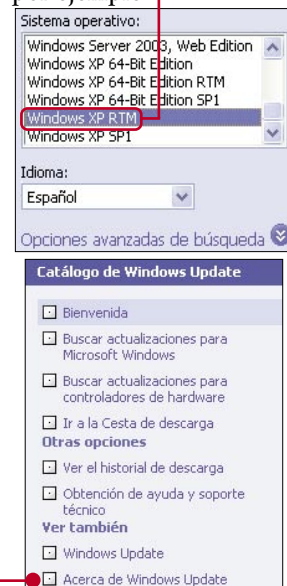 por ejemplo
Sistema operativo:
Windows Server 2003, Web Edition
Windows XP 64-Bit Edition
Windows XP 64-Bit Edition RTM
Windows XP 64-Bit Edition SP1
Windows XP RTM
Windows XP SP1
Idioma:
Español
Opciones avanzadas de búsqueda
Catálogo de Windows Update
Bienvenida
Buscar actualizaciones para
Microsoft Windows
Buscar actualizaciones para
controladores de hardware
Ir a la Cesta de descarga
Otras opciones
Ver el historial de descarga
Obtención de ayuda y soporte
técnico
Ver también
Windows Update
Acerca de Windows Update